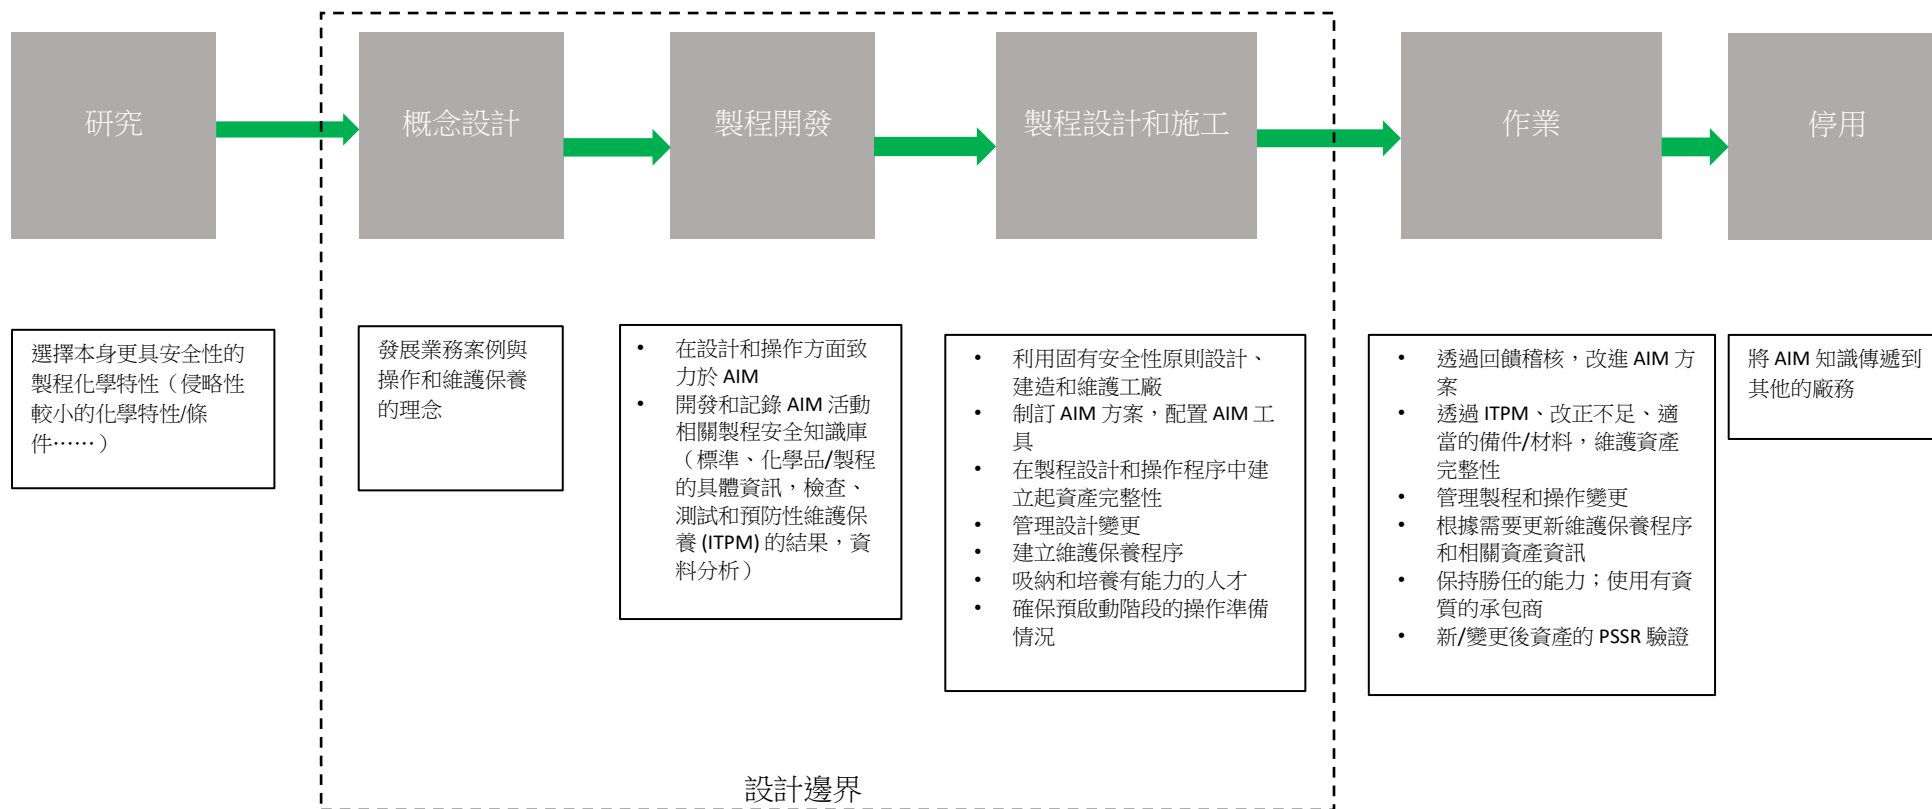 研究
概念設計
製程開發
製程設計和施工
作業
停用
選擇本身更具安全性的
製程化學特性（侵略性
較小的化學特性/條
件⋯⋯）
發展業務案例與
操作和維護保養
的理念
• 在設計和操作方面致
力於 AIM
• 開發和記錄 AIM 活動
相關製程安全知識庫
（標準、化學品/製程
的具體資訊，檢查、
測試和預防性維護保
養 (ITPM) 的結果，資
料分析）
• 利用固有安全性原則設計、
建造和維護工廠
• 制訂 AIM 方案，配置 AIM 工
具
• 在製程設計和操作程序中建
立起資產完整性
• 管理設計變更
• 建立維護保養程序
• 吸納和培養有能力的人才
• 確保預啟動階段的操作準備
情況
• 透過回饋稽核，改進 AIM 方
案
• 透過 ITPM、改正不足、適
當的備件/材料，維護資產
完整性
• 管理製程和操作變更
• 根據需要更新維護保養程序
和相關資產資訊
• 保持勝任的能力；使用有資
質的承包商
• 新/變更後資產的 PSSR 驗證
將 AIM 知識傳遞到
其他的廠務
設計邊界